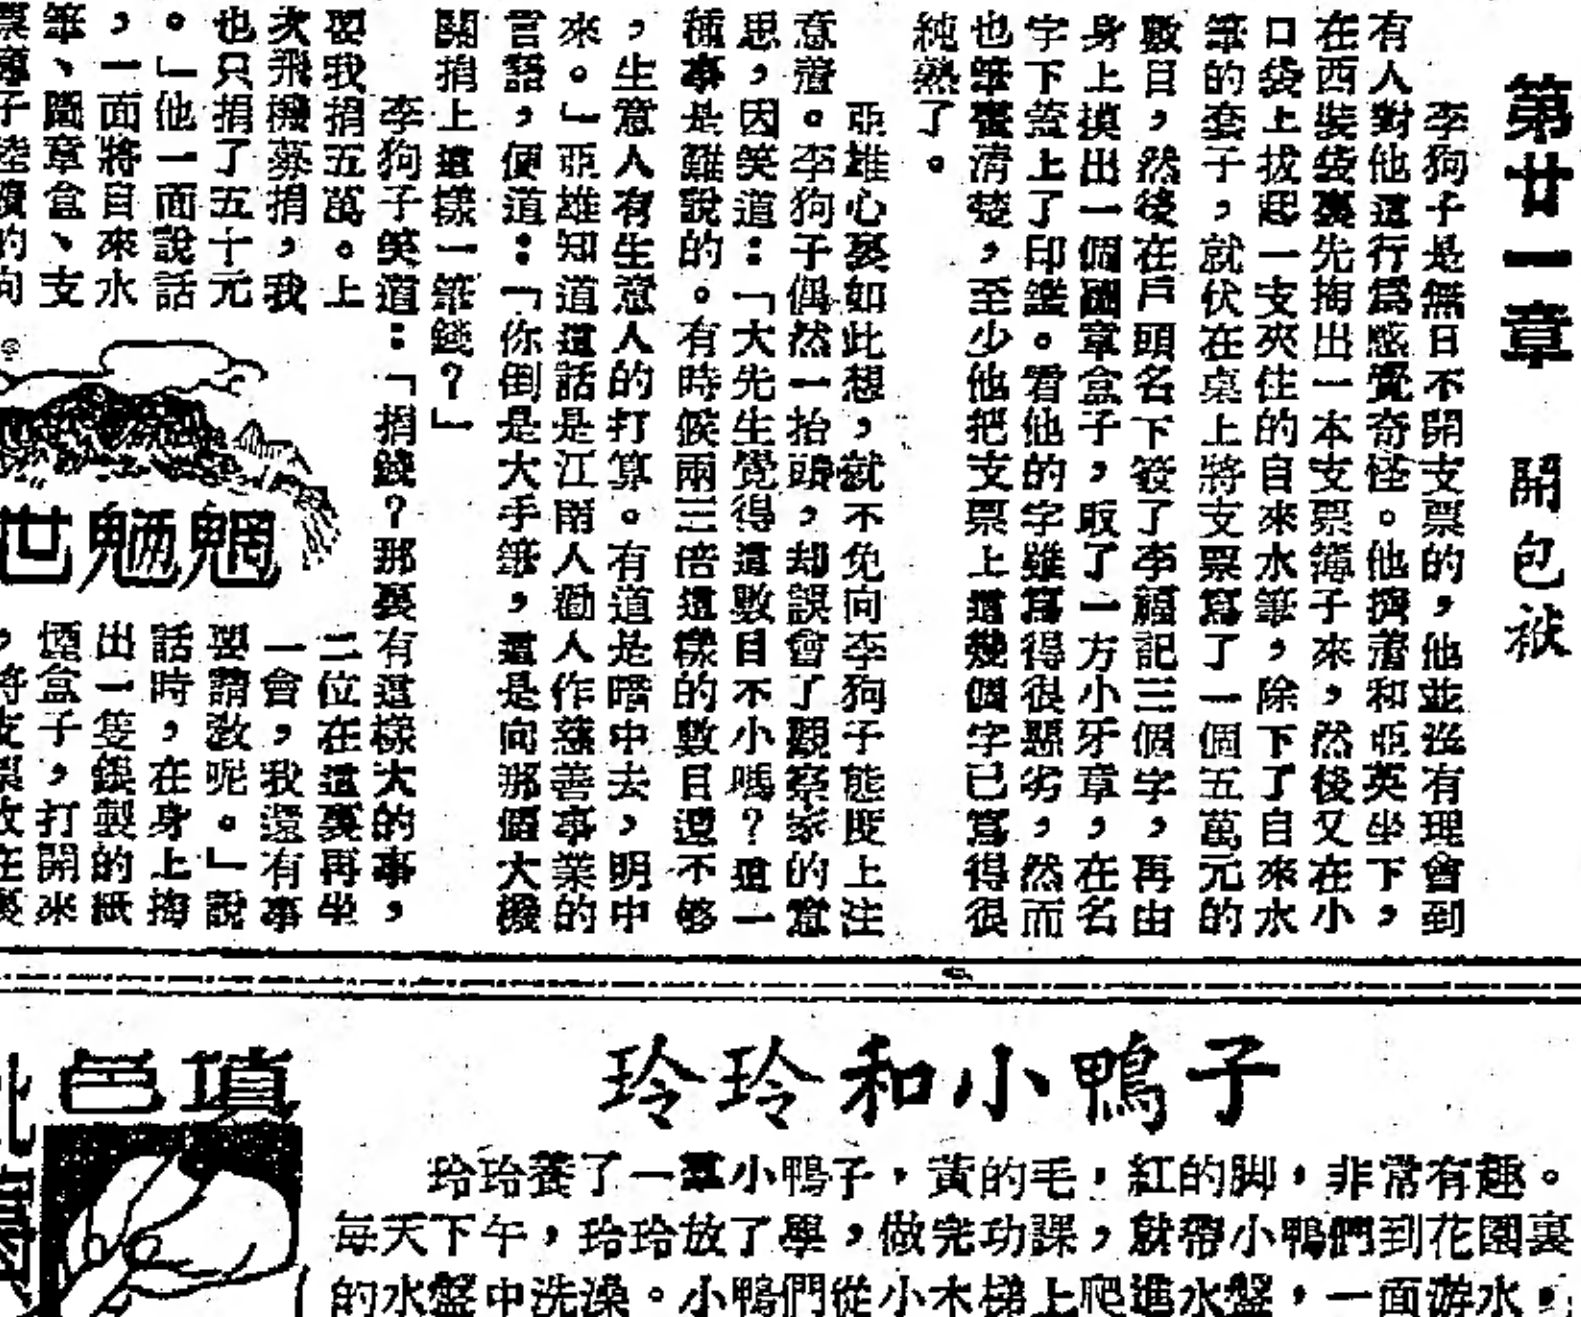 第廿一章　開包袱
李狗子是無日不開支票的，他並沒有理會到
有人對他這行爲感覺奇怪。他擠着和亞英坐下，
在西裝袋裏先掏出一本支票簿子來，然後又在小
口袋上拔起一支夾住的自來水筆，除下了自來水
筆的套子，就伏在桌上將支票寫了一個五萬元的
數目，然後在戶頭名下簽了李福記三個字，再由
身上摸出一個圖章盒子，取了一方小牙章，在名
字下蓋上了印鑑。看他的字雖寫得很惡劣，然而
也筆畫清楚，至少他把支票上這幾個字已寫得很
純熟了。
亞雄心裏如此想，就不免向李狗子態度上注
意着。李狗子偶然一抬頭，却誤會了觀察家的意
思，因笑道：「大先生覺得這數目不小嗎？這一
種事是難說的。有時候兩三倍這樣的數目還不够
，生意人有生意人的打算。有道是暗中去，明中
來。」亞雄知道這話是江南人勸人作慈善事業的
言語，便道：「你倒是大手筆，這是向那個大機
關捐上這樣一筆錢？」
李狗子笑道：「捐錢？那裏有這樣大的事，
要我捐五萬。上
次飛機募捐，我
也只捐了五十元
。」他一面說話
，一面將自來水
筆、圖章盒、支
票簿子陸續的向
魍魎世
二位在這裏再坐
一會，我還有事
要請敎呢。」說
話時，在身上掏
出一隻銀製的紙
煙盒子，打開來
，將支票放在裏
玲玲和小鴨子
玲玲養了一羣小鴨子，黃的毛，紅的脚，非常有趣。
每天下午，玲玲放了學，做完功課，就帶小鴨們到花園裏
的水盤中洗澡。小鴨們從小木梯上爬進水盤，一面游水，